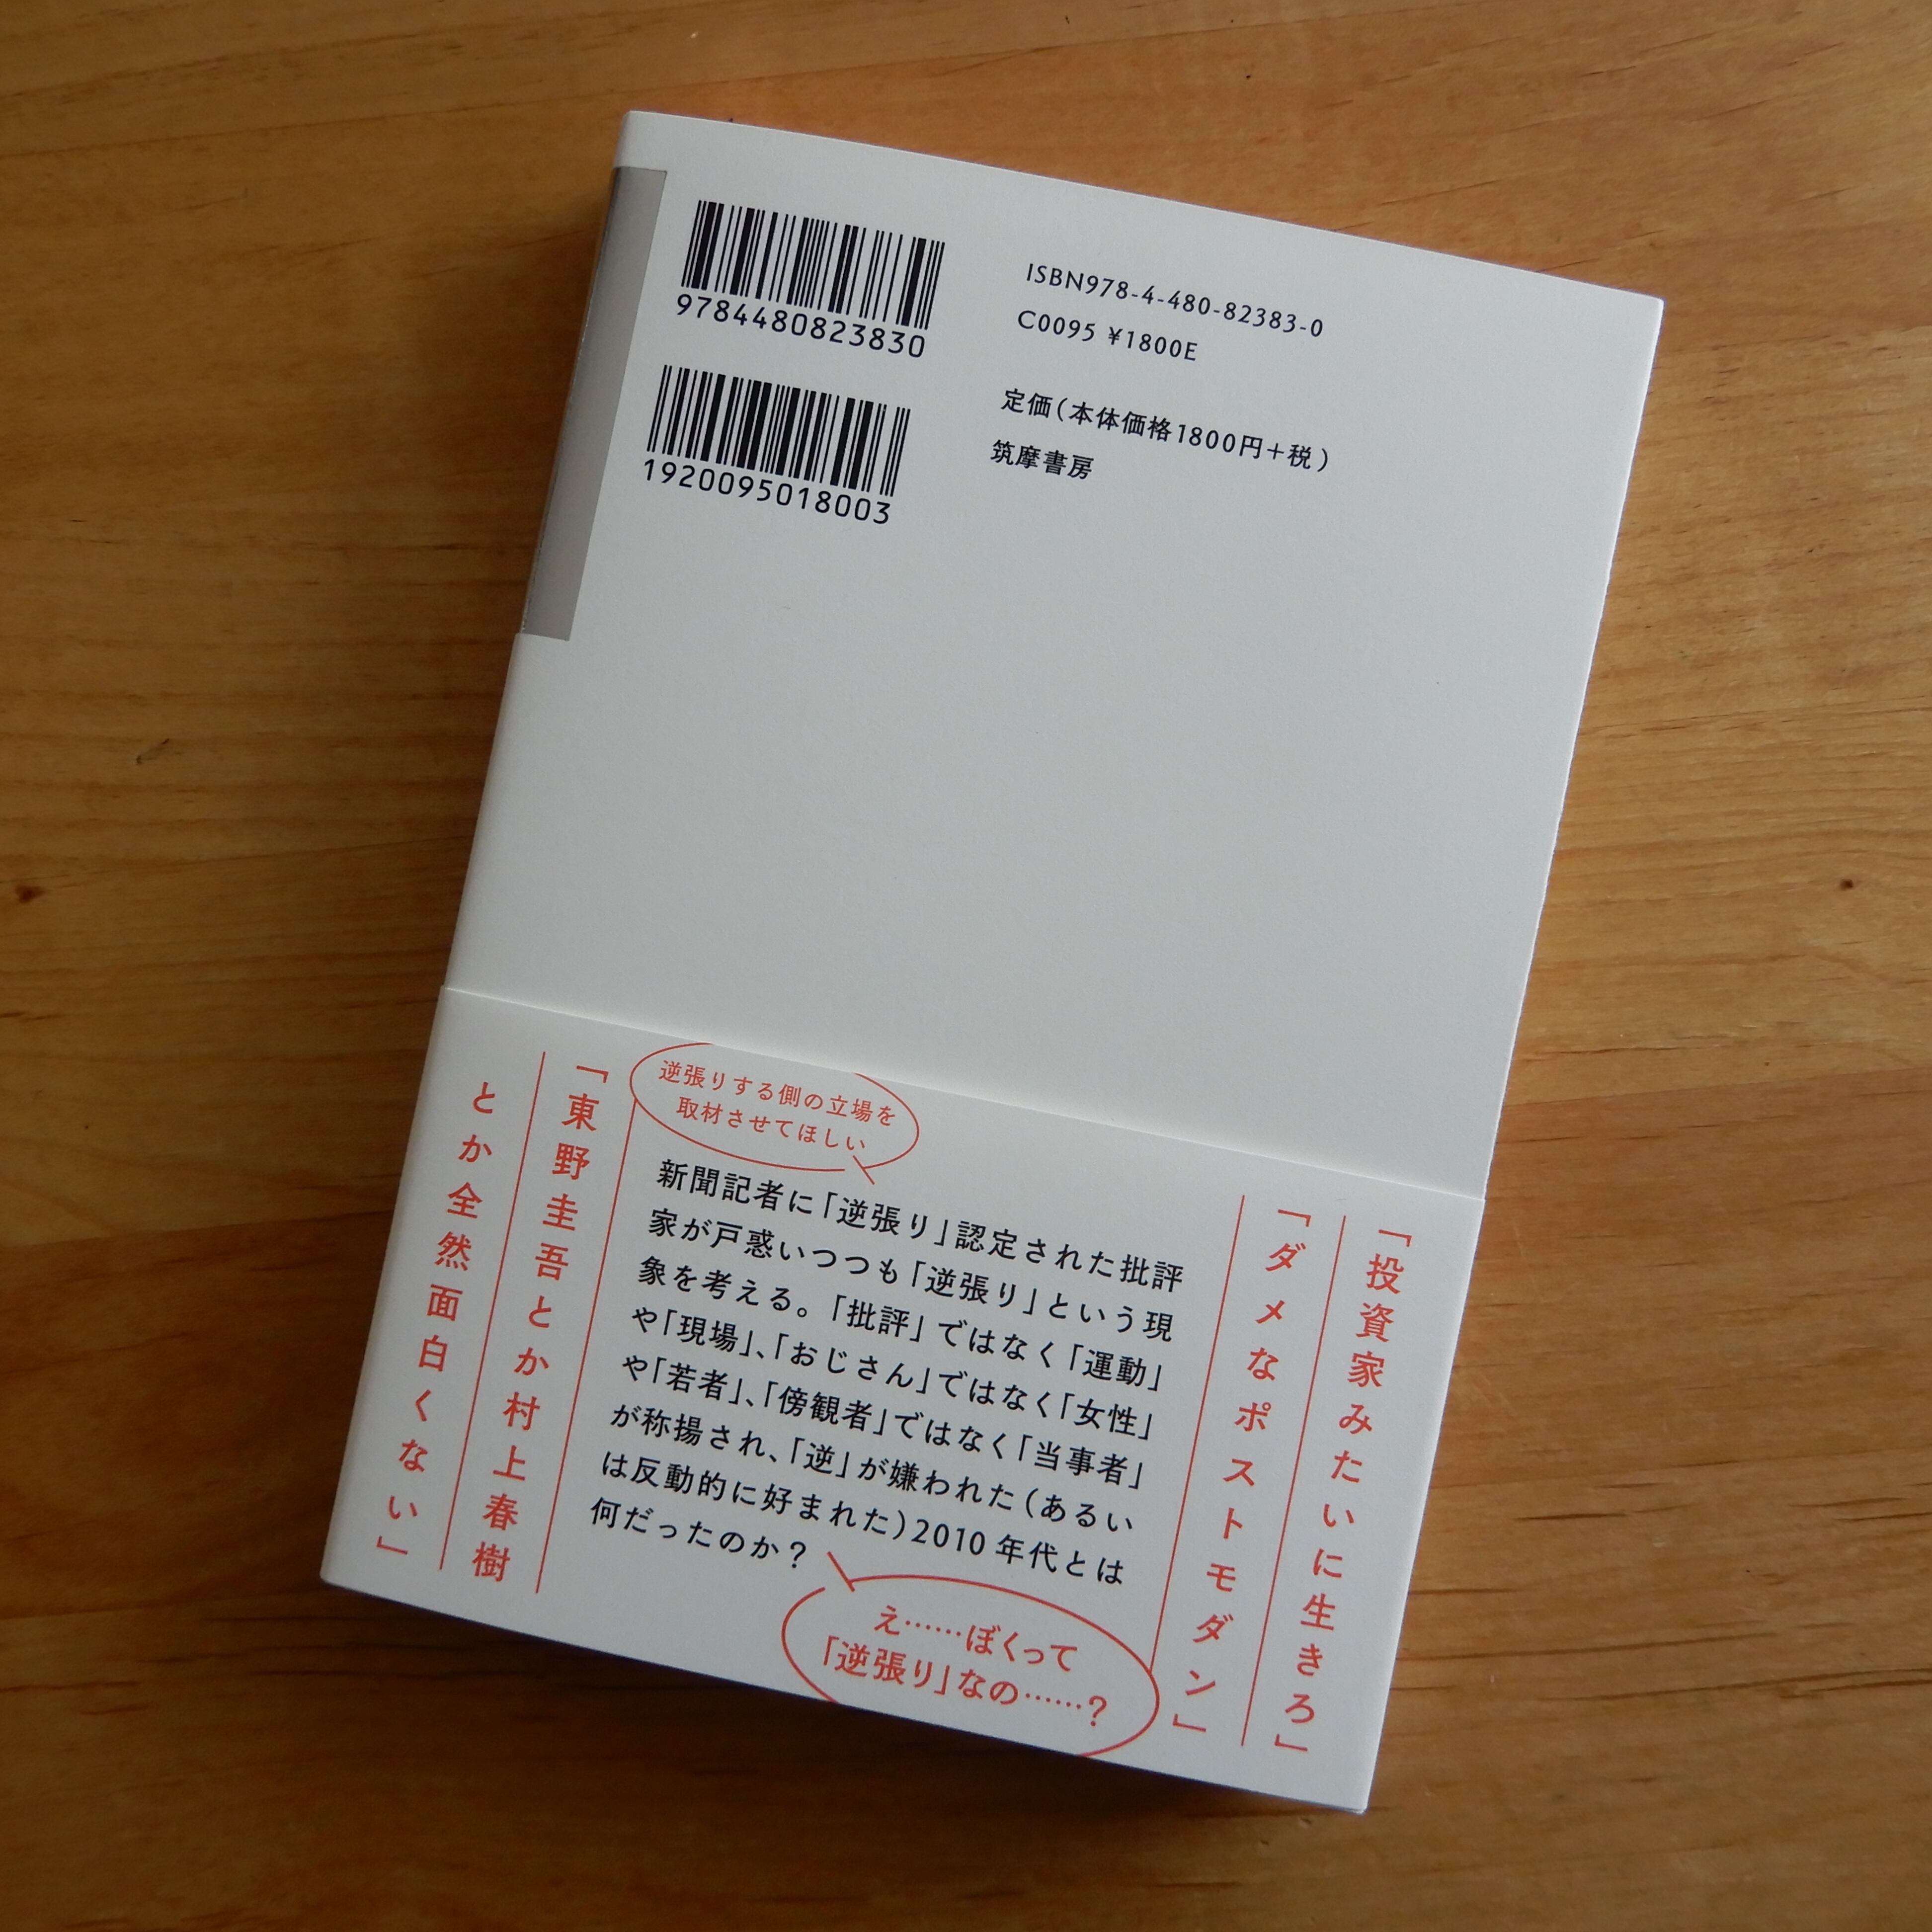 9784480823830
1920095018003
ISBN978-4-480-82383-0
C0095 ¥1800E
定価（本体価格1800円＋税）
筑摩書房
「投資家みたいに生きろ」
「ダメなポストモダン」
逆張りする側の立場を
取材させてほしい
新聞記者に「逆張り」認定された批評
家が戸惑いつつも「逆張り」という現
象を考える。「批評」ではなく「運動」
や「現場」、「おじさん」ではなく「女性」
や「若者」、「傍観者」ではなく「当事者」
が称揚され、「逆」が嫌われた（あるい
は反動的に好まれた）2010年代とは
何だったのか？
え……ぼくって
「逆張り」なの……？
「東野圭吾とか村上春樹
とか全然面白くない」